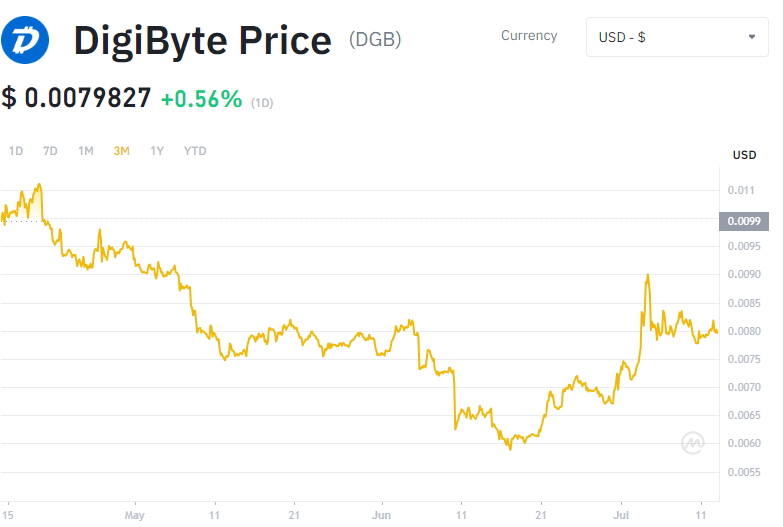 DigiByte Price (DGB)
Currency
USD - $
$ 0.0079827 +0.56% (1D)
1D 7D 1M 3M 1Y YTD
USD
0.011
0.0099
0.0095
0.0090
0.0085
0.0080
0.0075
0.0070
0.0065
0.0060
0.0055
15 May 11 21 Jun 11 21 Jul 11